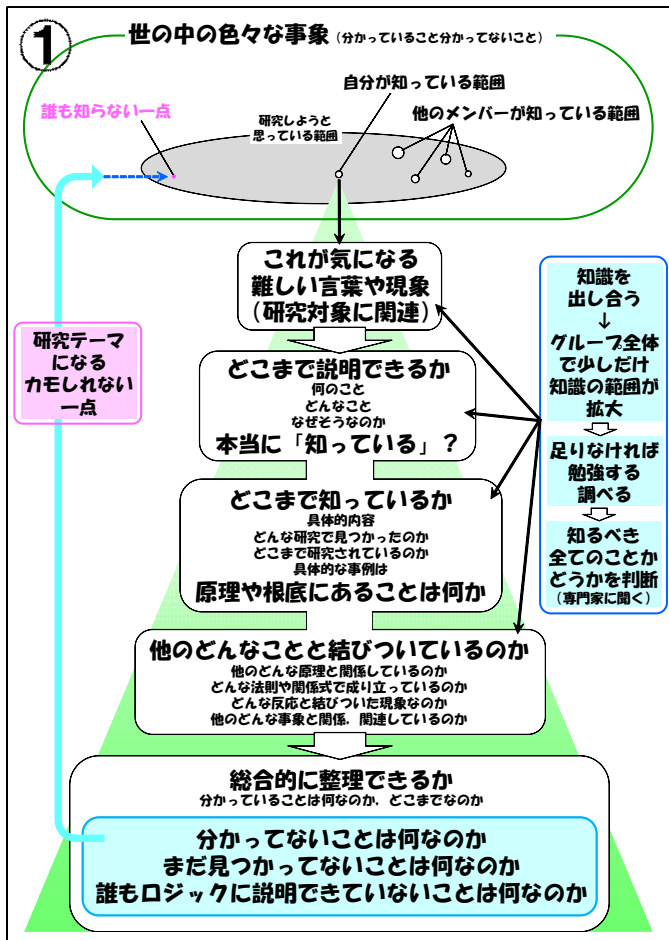 ①
世の中の色々な事象（分かっていること分かってないこと）
自分が知っている範囲
誰も知らない一点
他のメンバーが知っている範囲
研究しようと
思っている範囲
これが気になる
難しい言葉や現象
（研究対象に関連）
どこまで説明できるか
何のこと
どんなこと
なぜそうなのか
本当に「知っている」？
どこまで知っているか
具体的内容
どんな研究で見つかったのか
どこまで研究されているのか
具体的な事例は
原理や根底にあることは何か
他のどんなことと結びついているのか
他のどんな原理と関係しているのか
どんな法則や関係式で成り立っているのか
どんな反応と結びついた現象なのか
他のどんな事象と関係，関連しているのか
総合的に整理できるか
分かっていることは何なのか，どこまでなのか
分かってないことは何なのか
まだ見つかってないことは何なのか
誰もロジックに説明できていないことは何なのか
研究テーマ
になる
カモしれない
一点
知識を
出し合う
↓
グループ全体
で少しだけ
知識の範囲が
拡大
足りなければ
勉強する
調べる
知るべき
全てのことか
どうかを判断
（専門家に聞く）